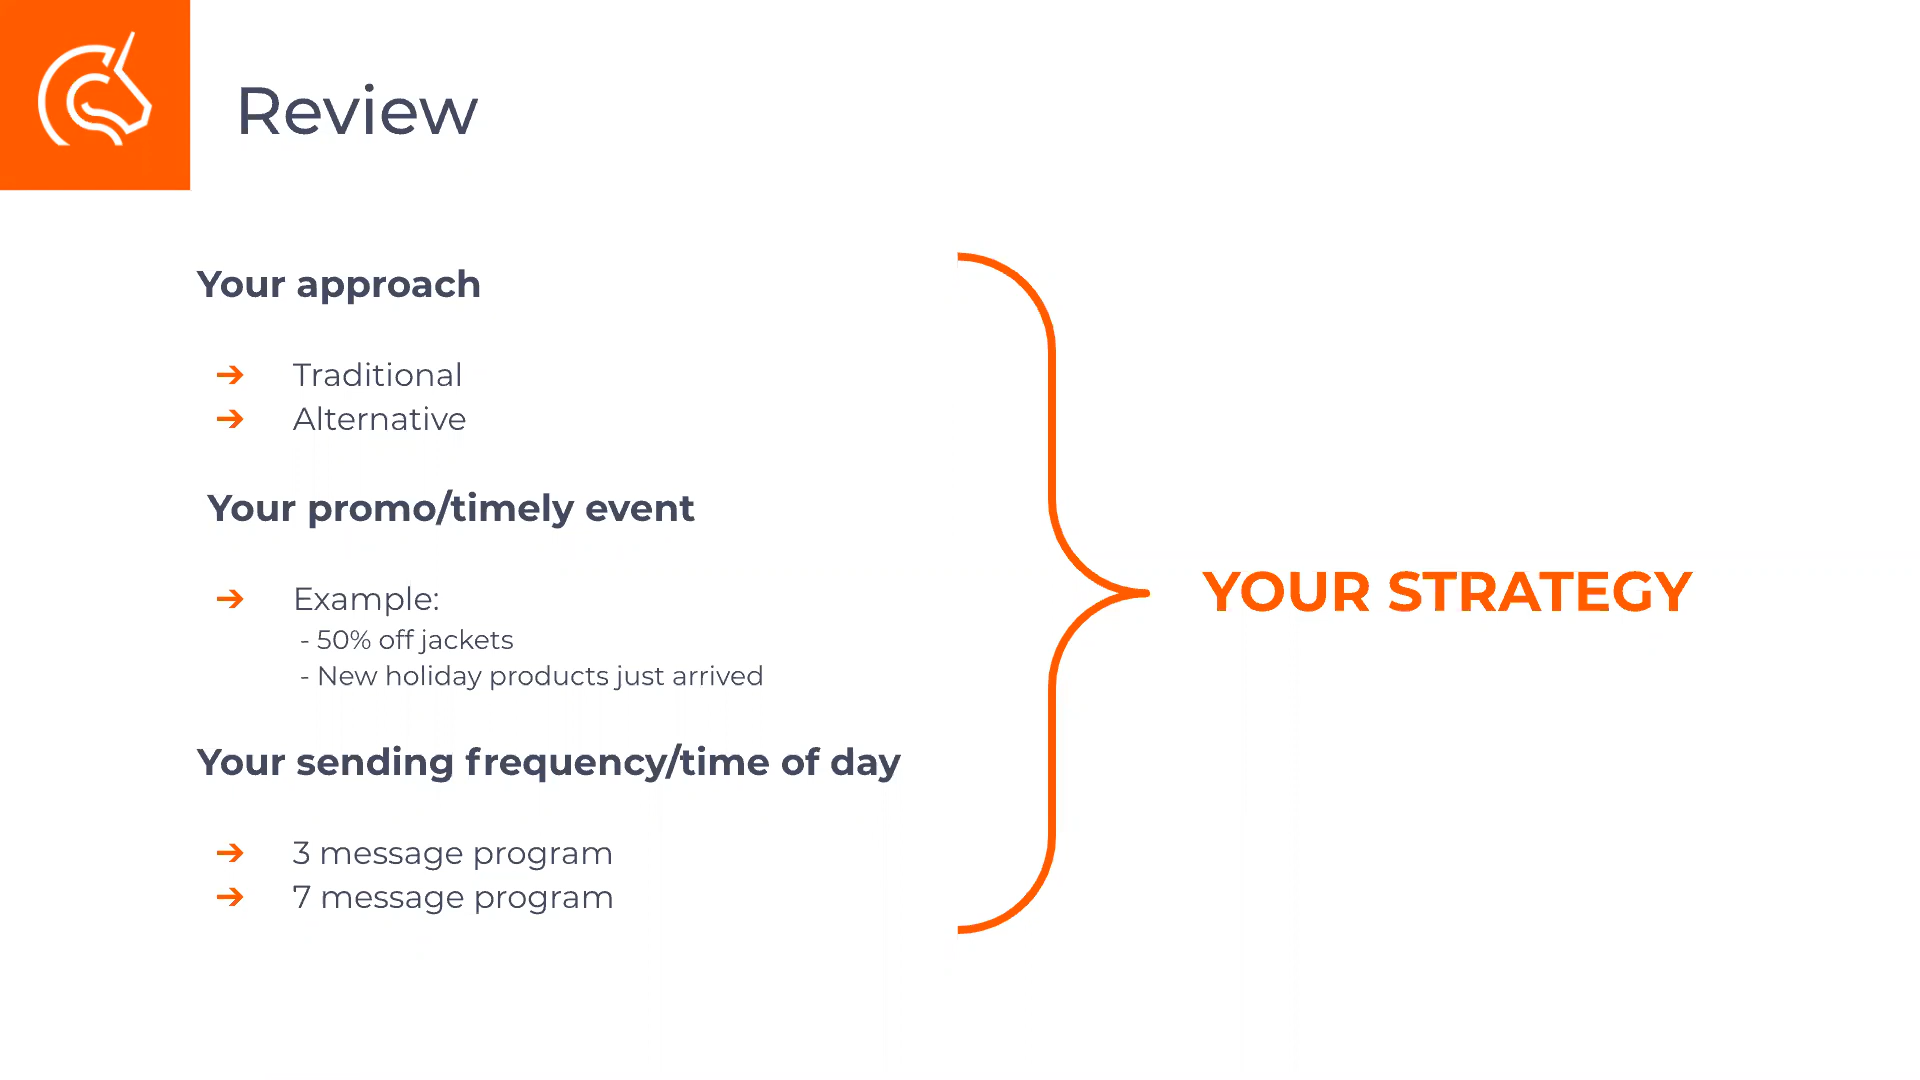 Review
Your approach
➔ Traditional
➔ Alternative
Your promo/timely event
➔ Example:
- 50% off jackets
- New holiday products just arrived
Your sending frequency/time of day
➔ 3 message program
➔ 7 message program
YOUR STRATEGY